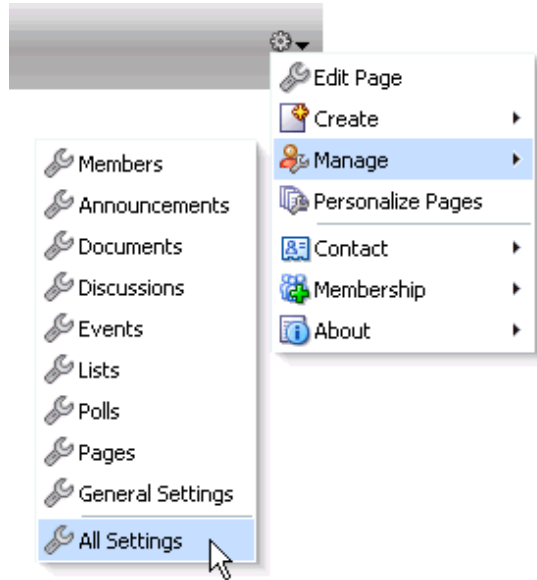 Edit Page
Create
Manage
Personalize Pages
Contact
Membership
About
Members
Announcements
Documents
Discussions
Events
Lists
Polls
Pages
General Settings
All Settings